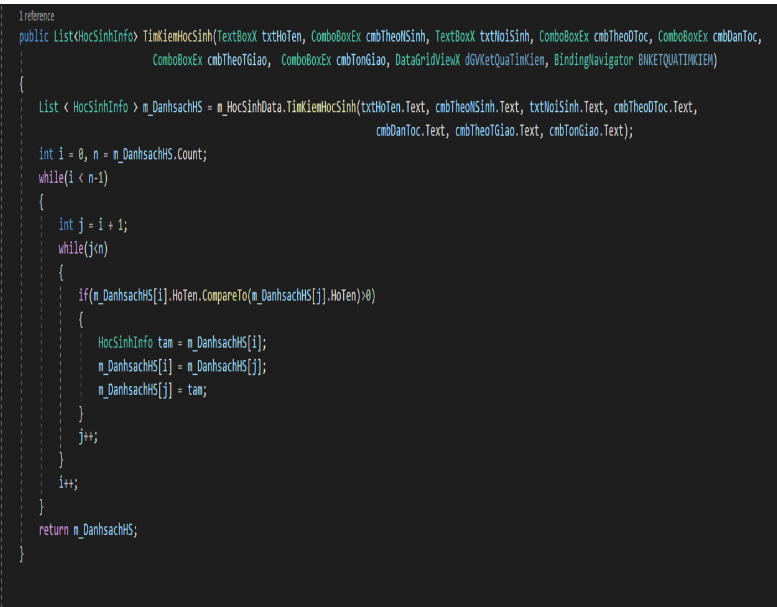 1 reference
public List<HocSinhInfo> TimKiemHocSinh(TextBoxX txtHoTen, ComboBoxEx cmbTheoNSinh, TextBoxX txtNoiSinh, ComboBoxEx cmbTheoDToc, ComboBoxEx cmbDanToc,
ComboBoxEx cmbTheoTGiao, ComboBoxEx cmbTonGiao, DataGridViewX dGVKetQuaTimKiem, BindingNavigator BNKETQUATIMKIEM)
{
List < HocSinhInfo > m_DanhsachHS = m_HocSinhData.TimKiemHocSinh(txtHoTen.Text, cmbTheoNSinh.Text, txtNoiSinh.Text, cmbTheoDToc.Text,
cmbDanToc.Text, cmbTheoTGiao.Text, cmbTonGiao.Text);
int i = 0, n = m_DanhsachHS.Count;
while(i < n-1)
{
int j = i + 1;
while(j<n)
{
if(m_DanhsachHS[i].HoTen.CompareTo(m_DanhsachHS[j].HoTen)>0)
{
HocSinhInfo tam = m_DanhsachHS[i];
m_DanhsachHS[i] = m_DanhsachHS[j];
m_DanhsachHS[j] = tam;
}
j++;
}
i++;
}
return m_DanhsachHS;
}